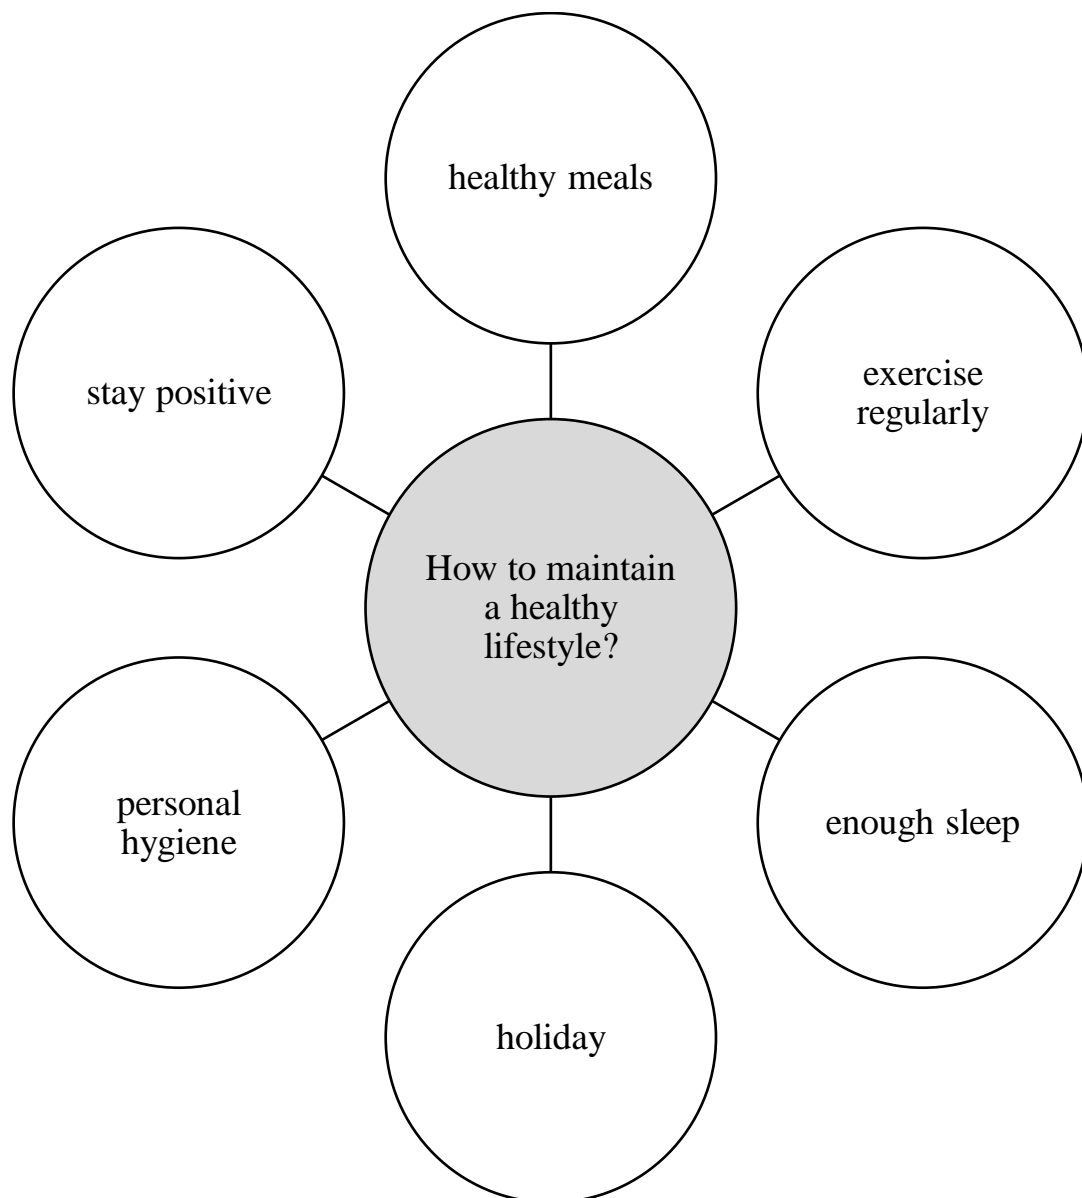 healthy meals
stay positive
exercise
regularly
How to maintain
a healthy
lifestyle?
personal
hygiene
enough sleep
holiday